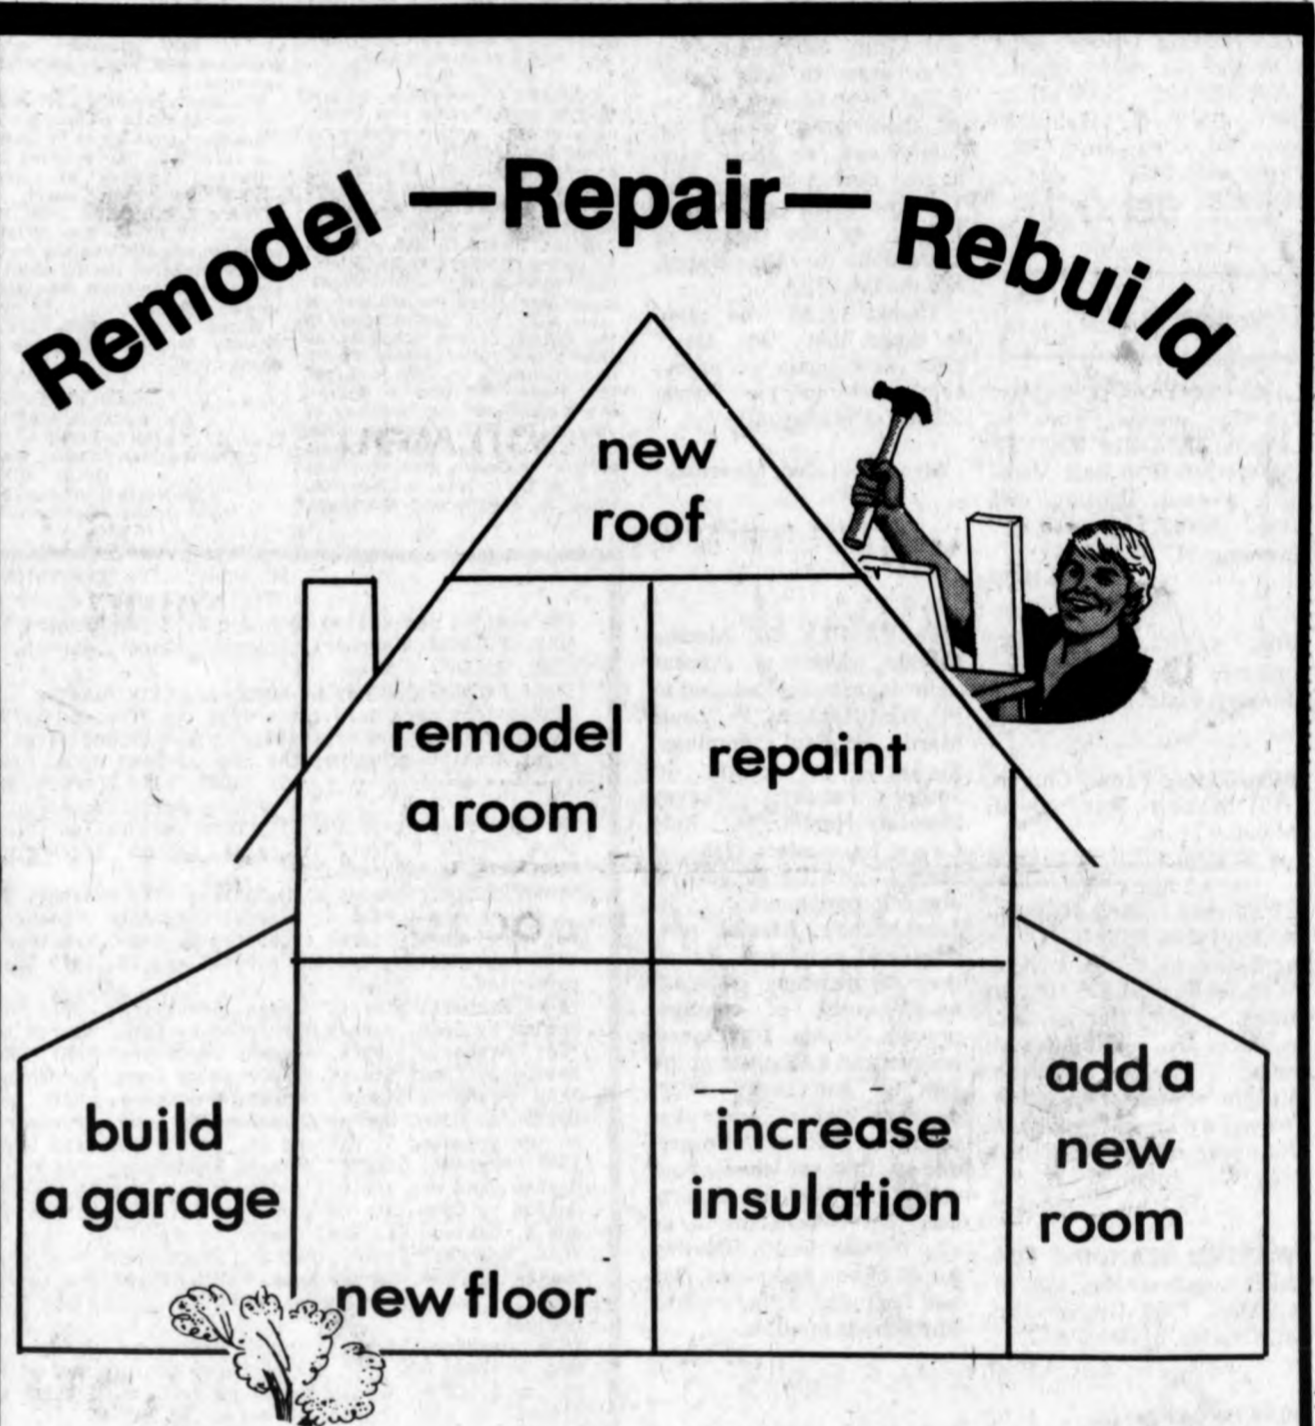 Remodel —Repair— Rebuild
new
roof
remodel
a room
repaint
build
a garage
new floor
increase
insulation
add a
new
room